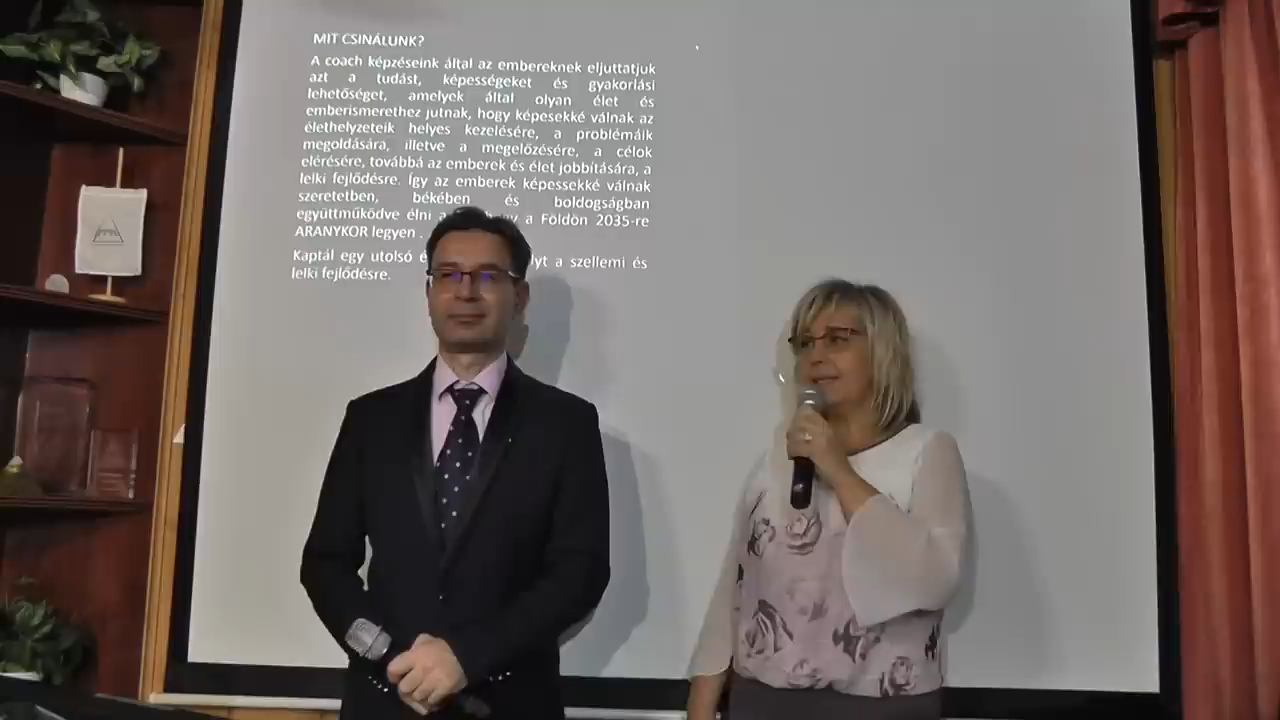 MIT CSINÁLUNK?
A coach képzéseink által az embereknek eljuttatjuk
azt a tudást, képességeket és gyakorlási
lehetőséget, amelyek által olyan élet és
emberismerethez jutnak, hogy képesekké válnak az
élethelyzeteik helyes kezelésére, a problémáik
megoldására, illetve a megelőzésére, a célok
elérésére, továbbá az emberek és élet jobbítására, a
lelki fejlődésre. Így az emberek képessekké válnak
szeretetben, békében és boldogságban
együttműködve élni a Földön 2035-re
ARANYKOR legyen .
Kaptál egy utolsó a szellemi és
lelki fejlődésre.